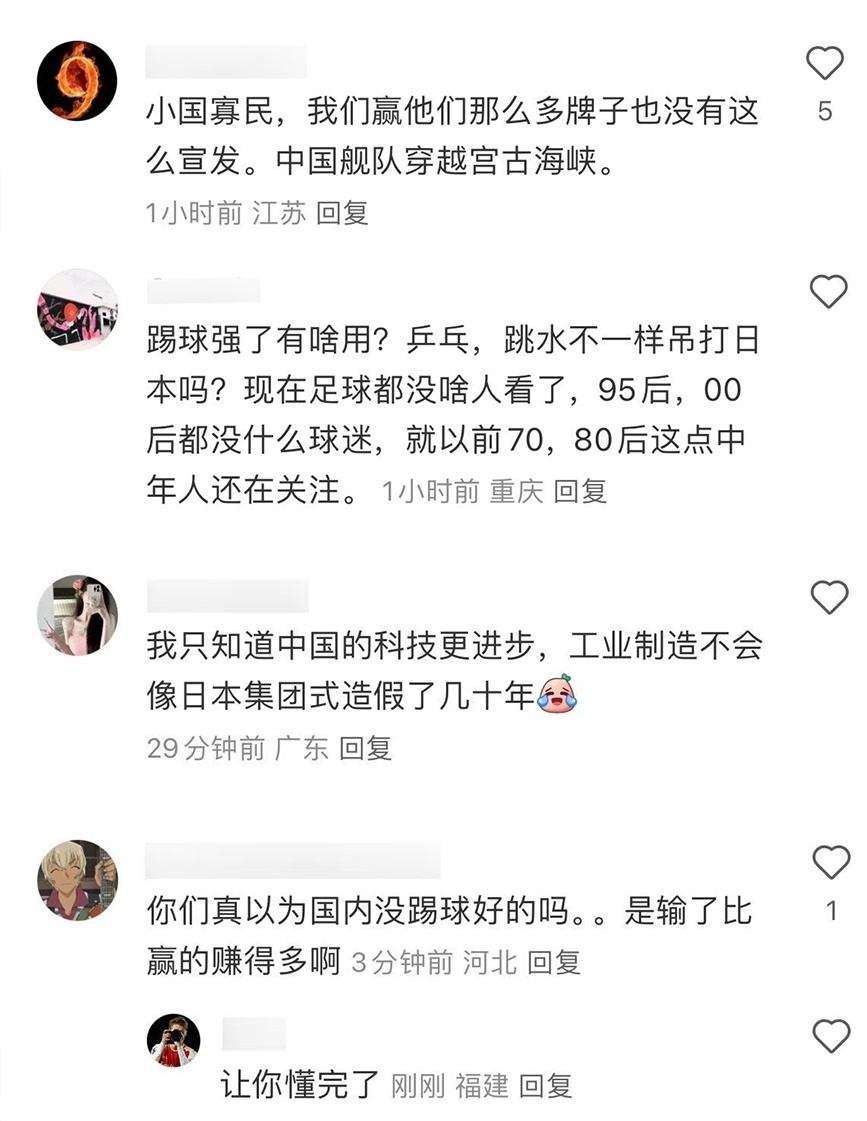 小国寡民，我们赢他们那么多牌子也没有这
么宣发。中国舰队穿越宫古海峡。
5
1小时前 江苏 回复
踢球强了有啥用？乒乓，跳水不一样吊打日
本吗？现在足球都没啥人看了，95后，00
后都没什么球迷，就以前70，80后这点中
年人还在关注。 1小时前 重庆 回复
我只知道中国的科技更进步，工业制造不会
像日本集团式造假了几十年😂
29分钟前 广东 回复
你们真以为国内没踢球好的吗。。是输了比
1
赢的赚得多啊 3分钟前 河北 回复
让你懂完了 刚刚 福建 回复